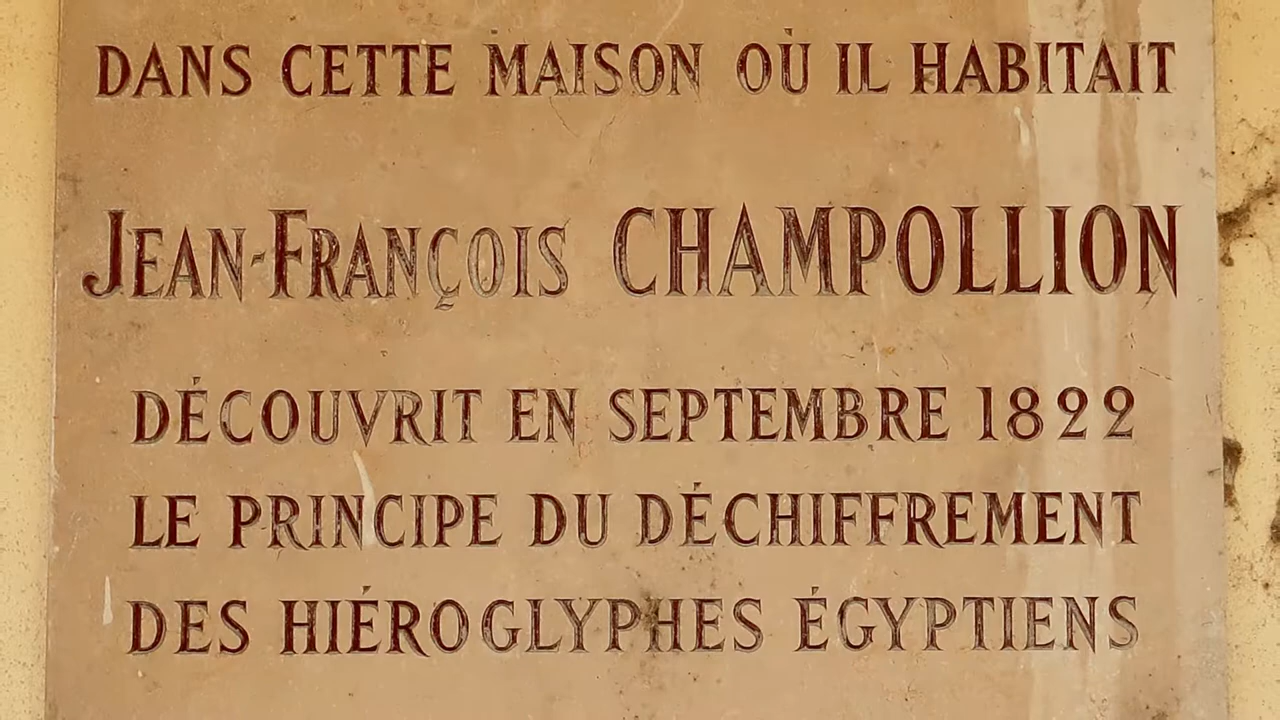 DANS CETTE MAISON OÙ IL HABITAIT
JEAN-FRANÇOIS CHAMPOLLION
DÉCOUVRIT EN SEPTEMBRE 1822
LE PRINCIPE DU DÉCHIFFREMENT
DES HIÉROGLYPHES ÉGYPTIENS